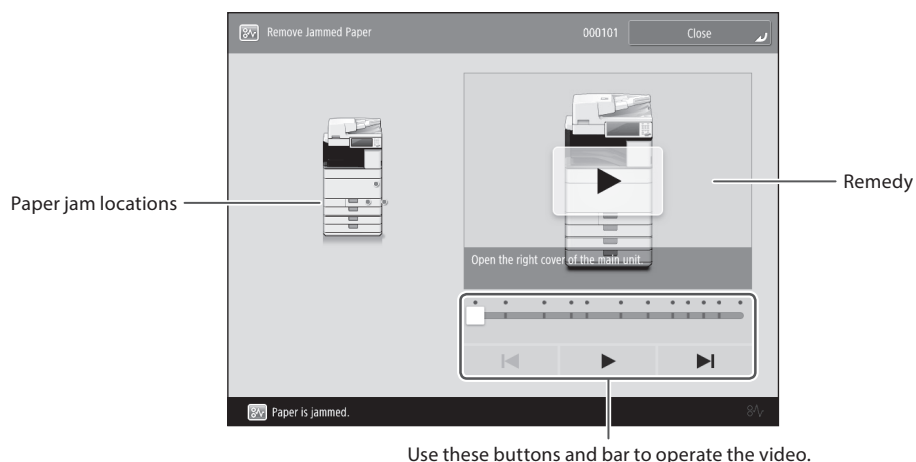 Remove Jammed Paper
000101
Close
Paper jam locations
Remedy
Open the right cover of the main unit.
Paper is jammed.
Use these buttons and bar to operate the video.